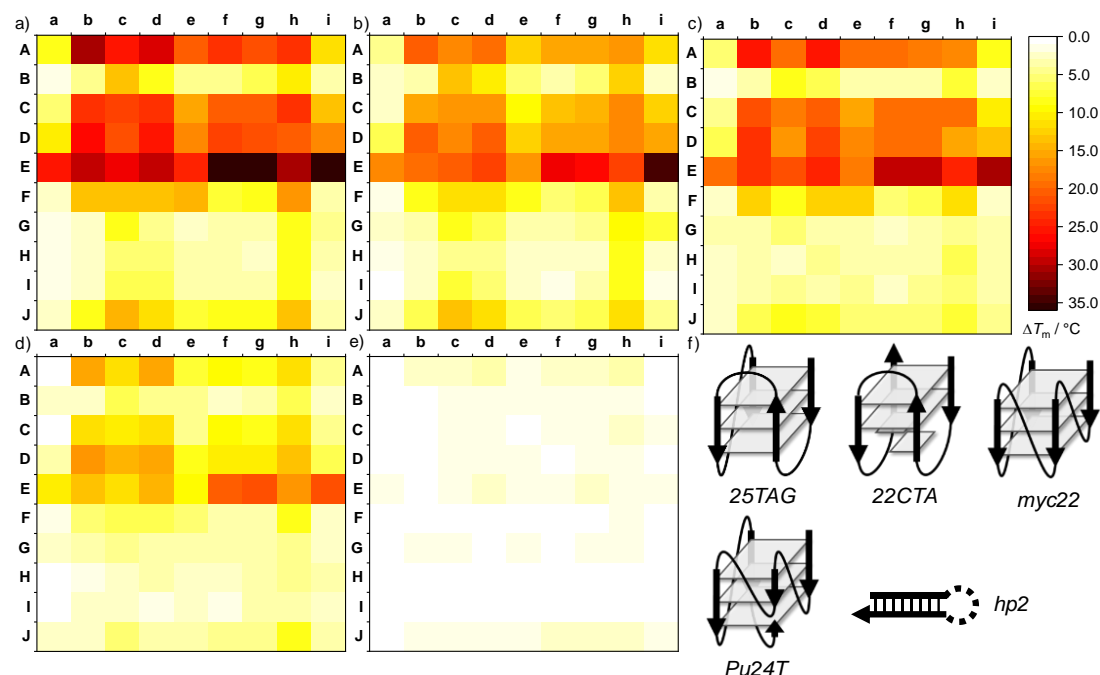 a) a b c d e f g h i
A
B
C
D
E
F
G
H
I
J
b) a b c d e f g h i
A
B
C
D
E
F
G
H
I
J
c) a b c d e f g h i
A
B
C
D
E
F
G
H
I
J
0.0
5.0
10.0
15.0
20.0
25.0
30.0
35.0
ΔTm / °C
d) a b c d e f g h i
A
B
C
D
E
F
G
H
I
J
e) a b c d e f g h i
A
B
C
D
E
F
G
H
I
J
f)
25TAG
22CTA
myc22
Pu24T
hp2